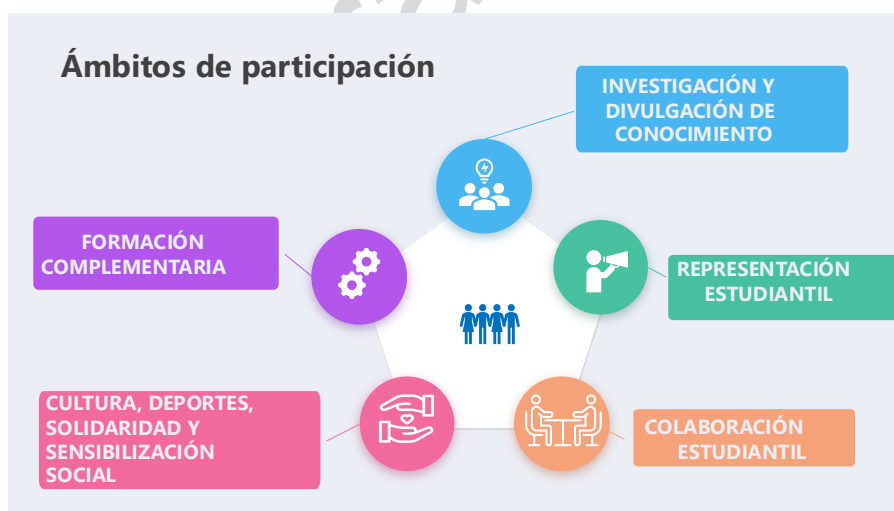 Ámbitos de participación
INVESTIGACIÓN Y
DIVULGACIÓN DE
CONOCIMIENTO
FORMACIÓN
COMPLEMENTARIA
REPRESENTACIÓN
ESTUDIANTIL
CULTURA, DEPORTES,
SOLIDARIDAD Y
SENSIBILIZACIÓN
SOCIAL
COLABORACIÓN
ESTUDIANTIL